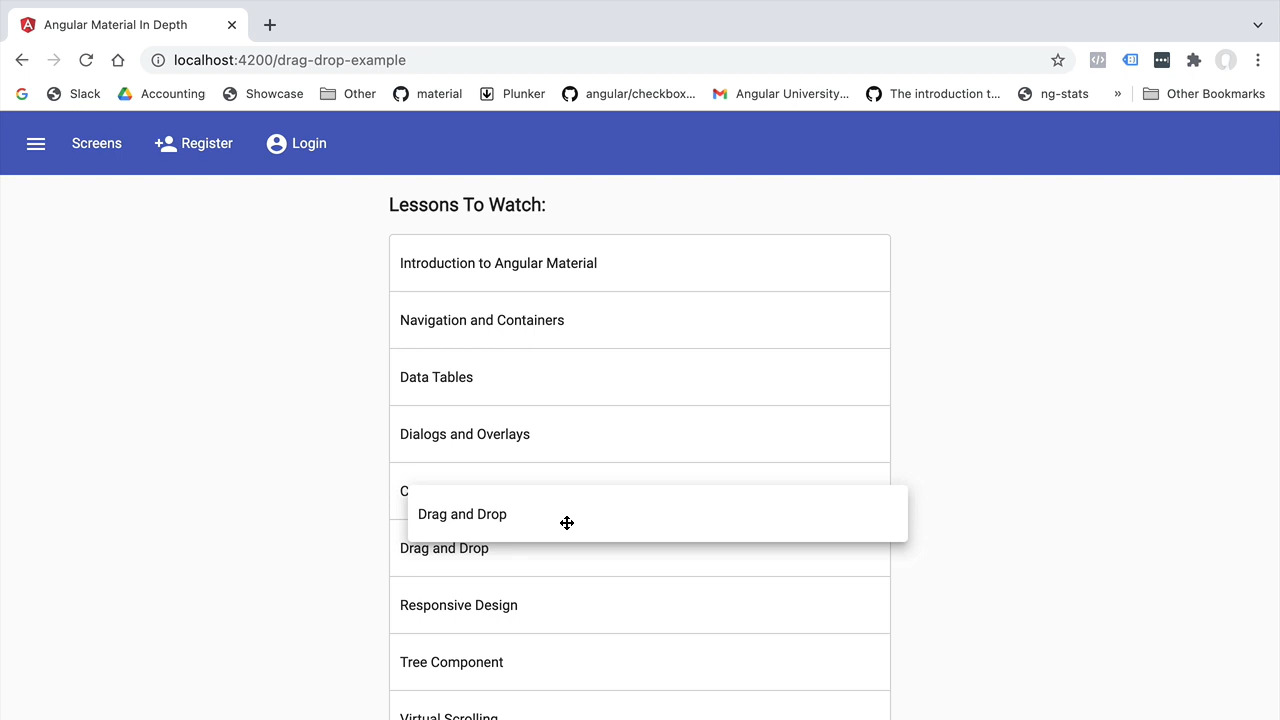 Angular Material In Depth
localhost:4200/drag-drop-example
Slack Accounting Showcase Other material Plunker angular/checkbox... Angular University... The introduction t... ng-stats » Other Bookmarks
Screens Register Login
Lessons To Watch:
Introduction to Angular Material
Navigation and Containers
Data Tables
Dialogs and Overlays
C
Drag and Drop
Drag and Drop
Responsive Design
Tree Component
Virtual Scrolling